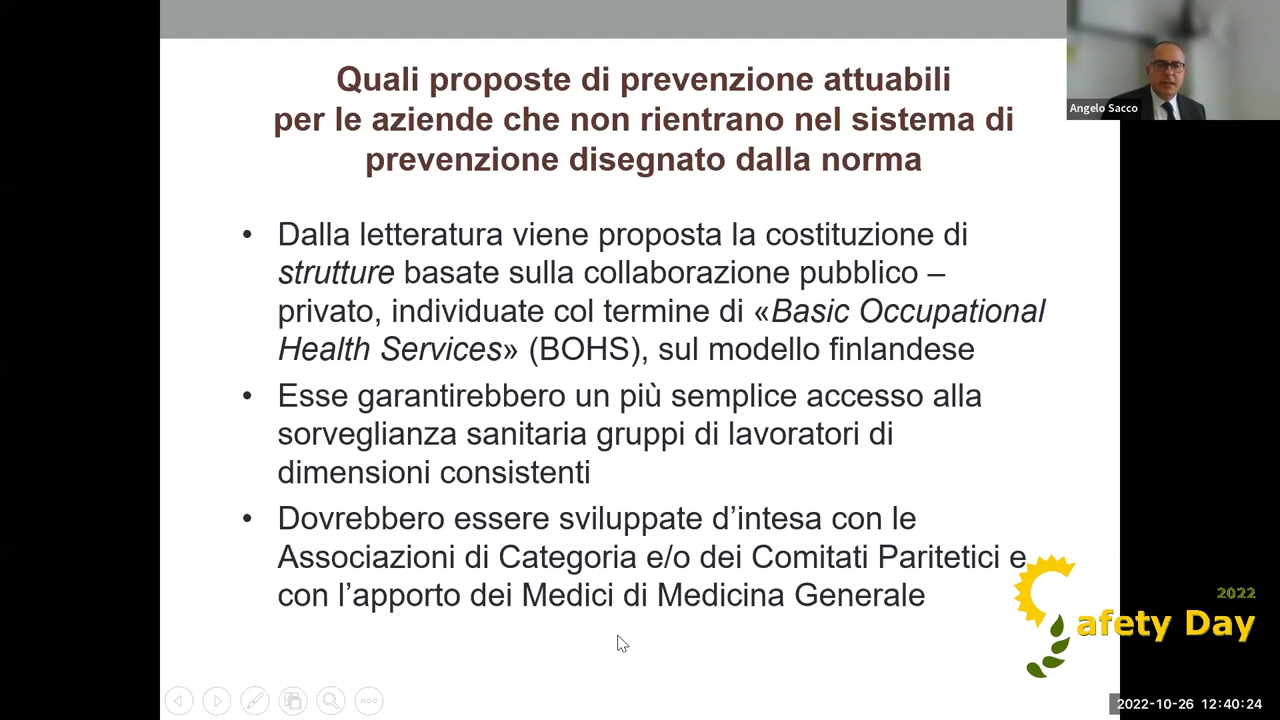 Quali proposte di prevenzione attuabili
per le aziende che non rientrano nel sistema di
prevenzione disegnato dalla norma
• Dalla letteratura viene proposta la costituzione di
strutture basate sulla collaborazione pubblico –
privato, individuate col termine di «Basic Occupational
Health Services» (BOHS), sul modello finlandese
• Esse garantirebbero un più semplice accesso alla
sorveglianza sanitaria gruppi di lavoratori di
dimensioni consistenti
• Dovrebbero essere sviluppate d’intesa con le
Associazioni di Categoria e/o dei Comitati Paritetici e
con l’apporto dei Medici di Medicina Generale
Angelo Sacco
2022
Safety Day
2022-10-26 12:40:24